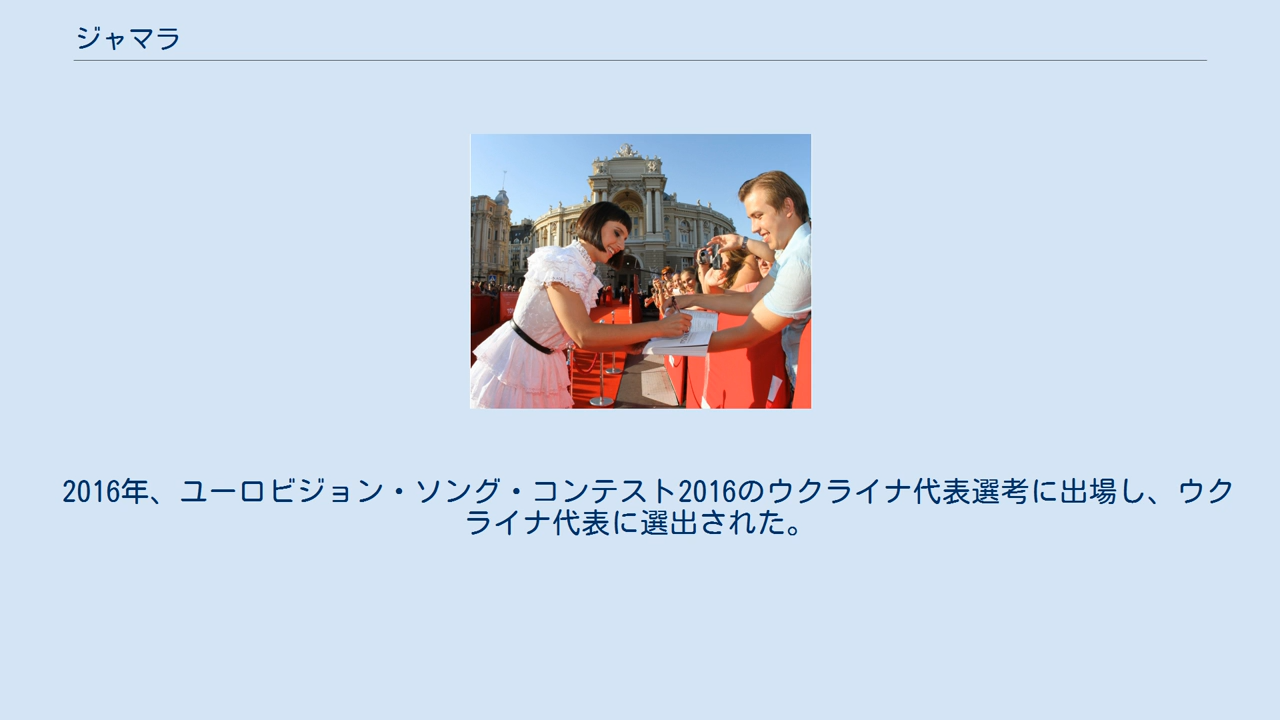 ジャマラ
2016年、ユーロビジョン・ソング・コンテスト2016のウクライナ代表選考に出場し、ウク
ライナ代表に選出された。